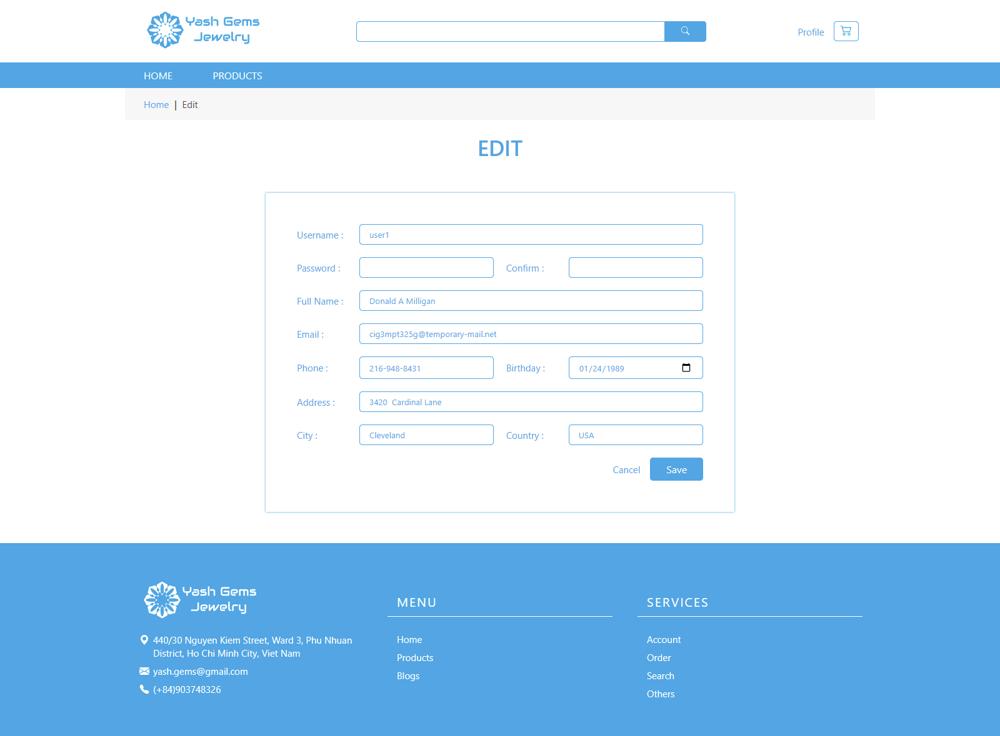 Yash Gems
Jewelry
Profile
HOME PRODUCTS
Home | Edit
EDIT
Username : user1
Password : Confirm :
Full Name : Donald A Milligan
Email : cig3mpt325g@temporary-mail.net
Phone : 216-948-8431 Birthday : 01/24/1989
Address : 3420  Cardinal Lane
City : Cleveland Country : USA
Cancel Save
Yash Gems
Jewelry
440/30 Nguyen Kiem Street, Ward 3, Phu Nhuan
District, Ho Chi Minh City, Viet Nam
yash.gems@gmail.com
(+84)903748326
MENU
Home
Products
Blogs
SERVICES
Account
Order
Search
Others